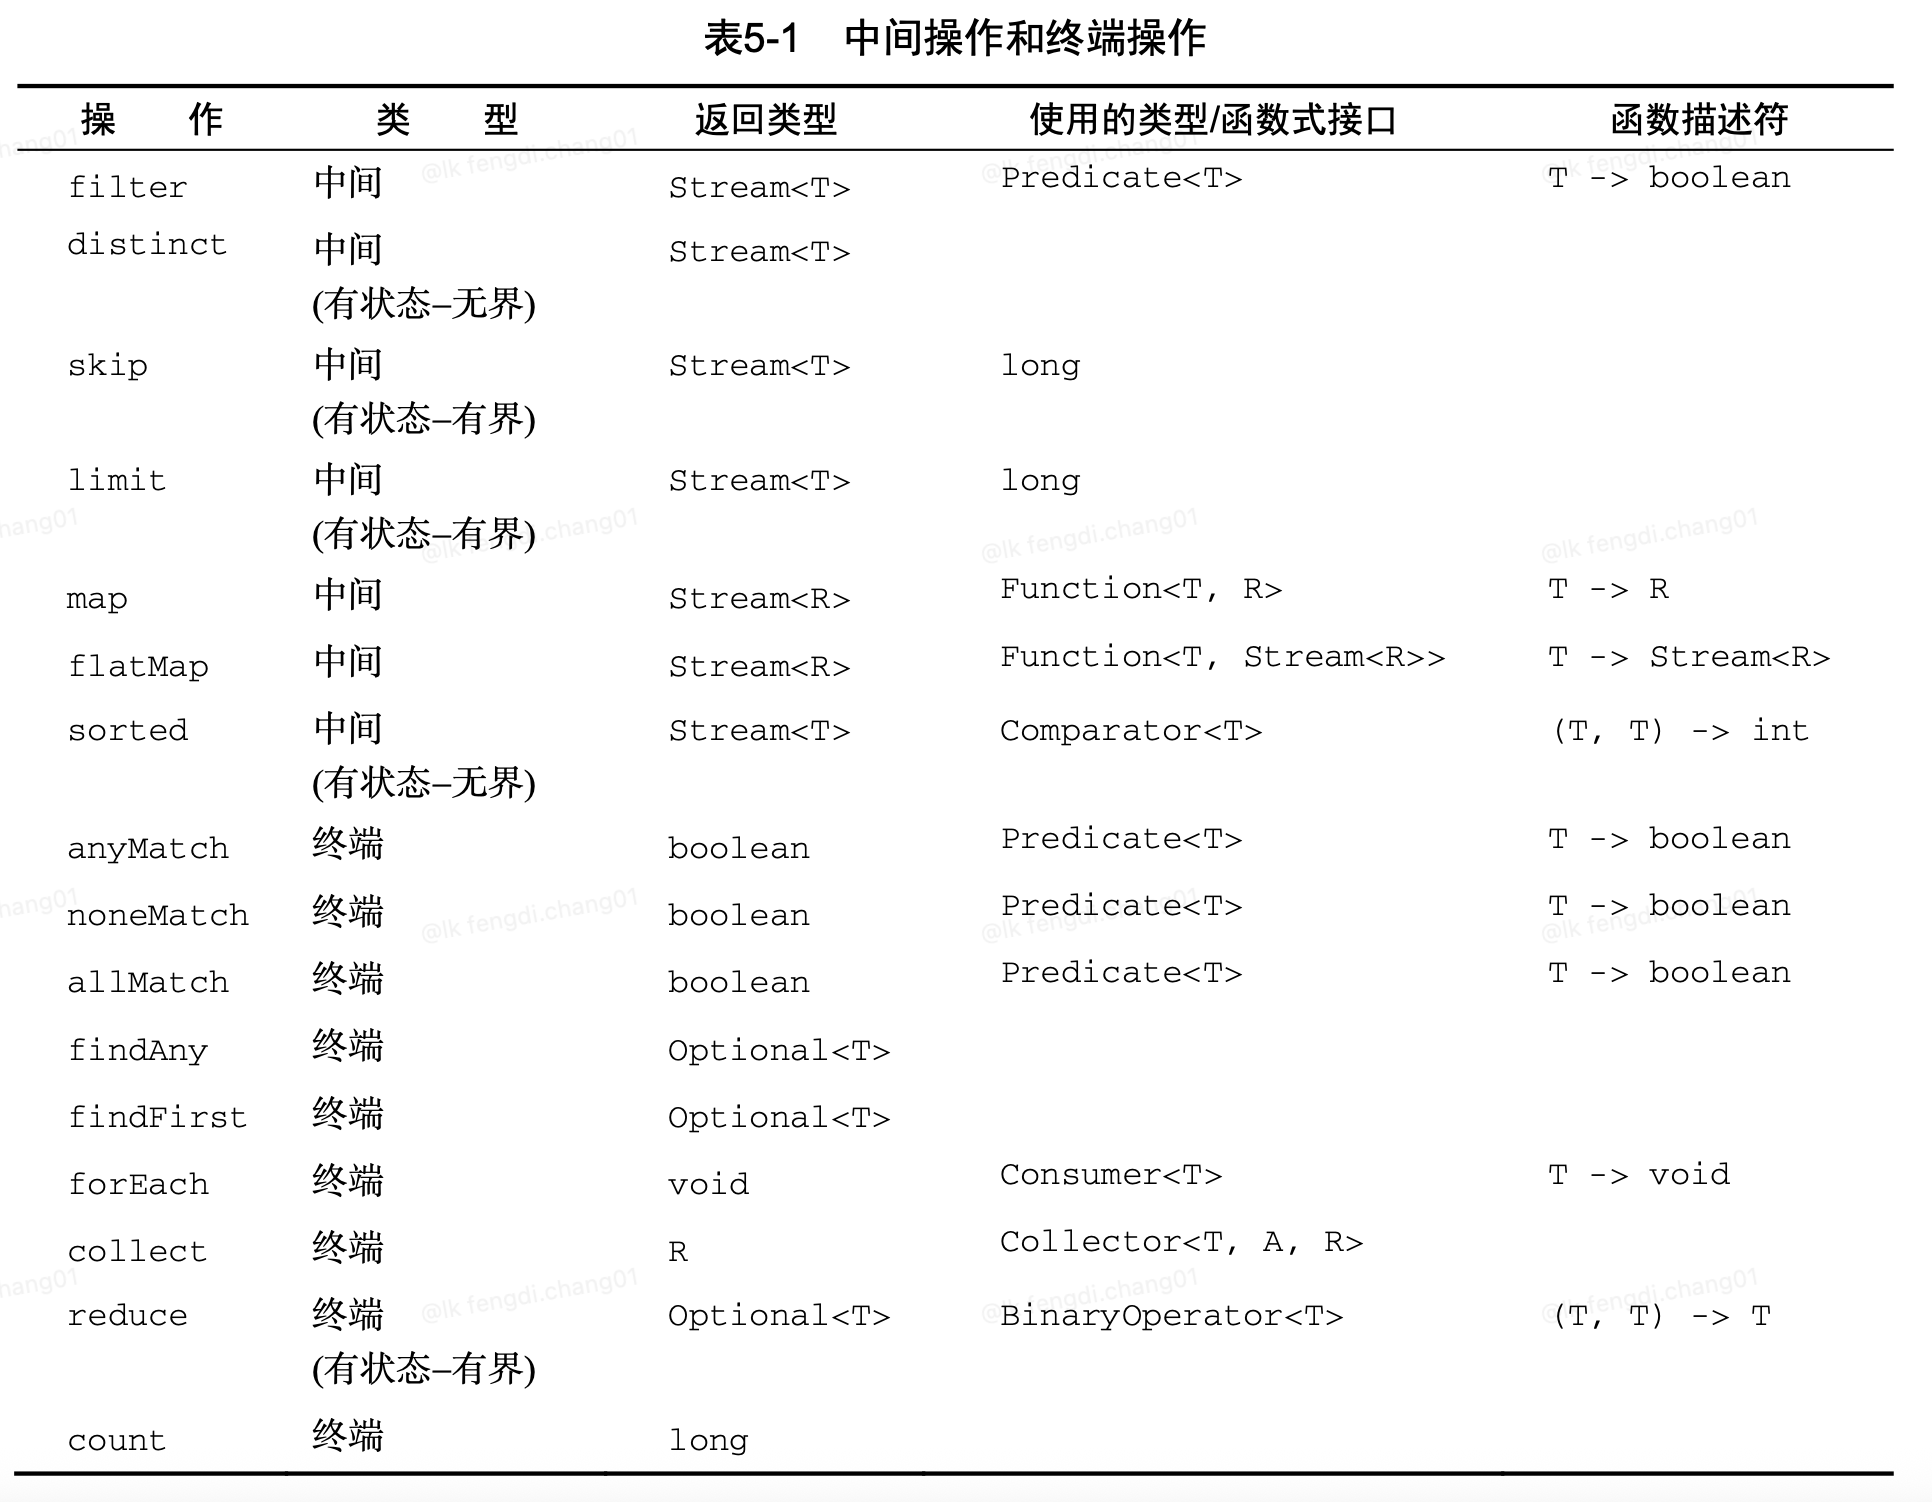 表5-1 中间操作和终端操作
操 作 类 型 返回类型 使用的类型/函数式接口 函数描述符
filter 中间 Stream<T> Predicate<T> T -> boolean
distinct 中间 Stream<T>
(有状态–无界)
skip 中间 Stream<T> long
(有状态–有界)
limit 中间 Stream<T> long
(有状态–有界)
map 中间 Stream<R> Function<T, R> T -> R
flatMap 中间 Stream<R> Function<T, Stream<R>> T -> Stream<R>
sorted 中间 Stream<T> Comparator<T> (T, T) -> int
(有状态–无界)
anyMatch 终端 boolean Predicate<T> T -> boolean
noneMatch 终端 boolean Predicate<T> T -> boolean
allMatch 终端 boolean Predicate<T> T -> boolean
findAny 终端 Optional<T>
findFirst 终端 Optional<T>
forEach 终端 void Consumer<T> T -> void
collect 终端 R Collector<T, A, R>
reduce 终端 Optional<T> BinaryOperator<T> (T, T) -> T
(有状态–有界)
count 终端 long
@lk fengdi.chang01